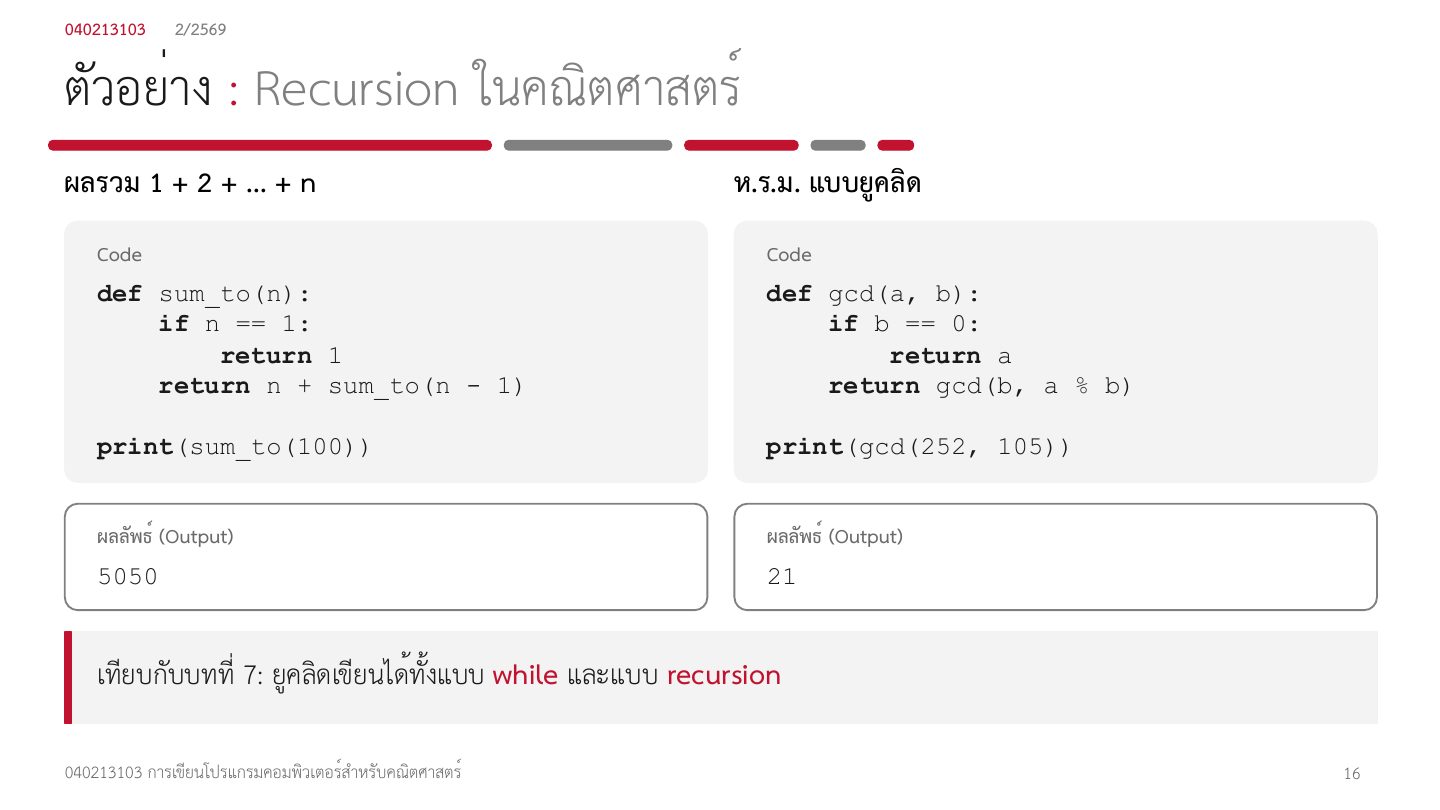 040213103 2/2569
ตัวอย่าง : Recursion ในคณิตศาสตร์
ผลรวม 1 + 2 + ... + n
Code
def sum_to(n):
    if n == 1:
        return 1
    return n + sum_to(n - 1)
print(sum_to(100))
ผลลัพธ์ (Output)
5050
ห.ร.ม. แบบยูคลิด
Code
def gcd(a, b):
    if b == 0:
        return a
    return gcd(b, a % b)
print(gcd(252, 105))
ผลลัพธ์ (Output)
21
เทียบกับบทที่ 7: ยูคลิดเขียนได้ทั้งแบบ while และแบบ recursion
040213103 การเขียนโปรแกรมคอมพิวเตอร์สำหรับคณิตศาสตร์ 16